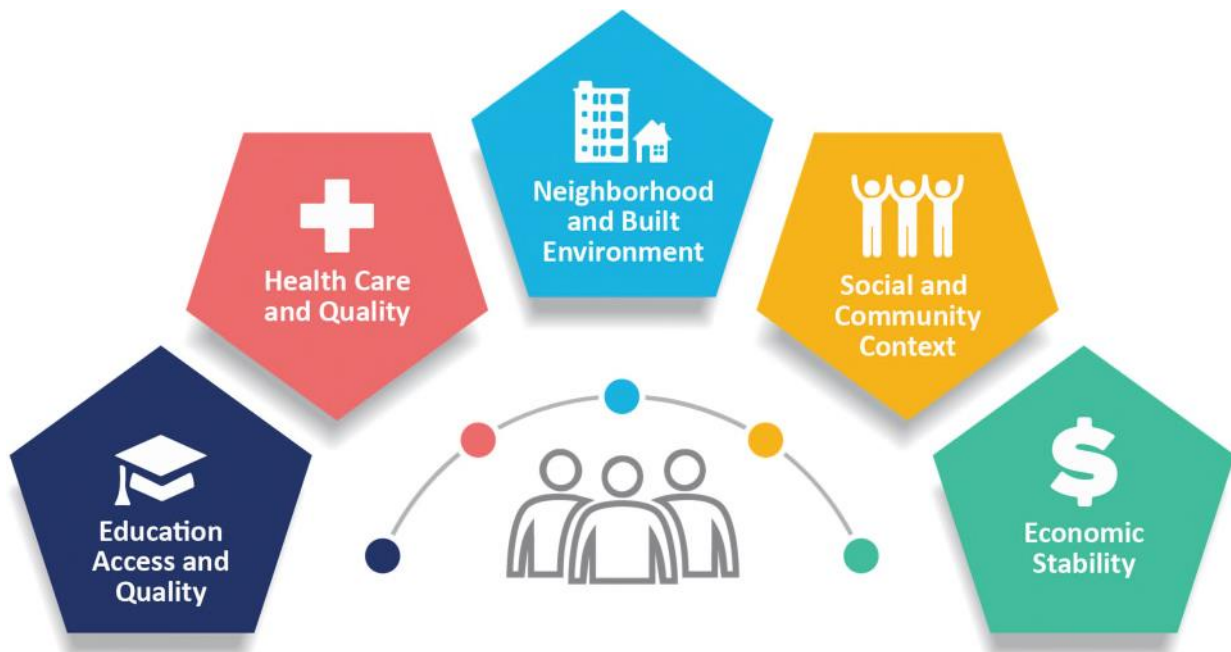 Education
Access and
Quality
Health Care
and Quality
Neighborhood
and Built
Environment
Social and
Community
Context
$
Economic
Stability